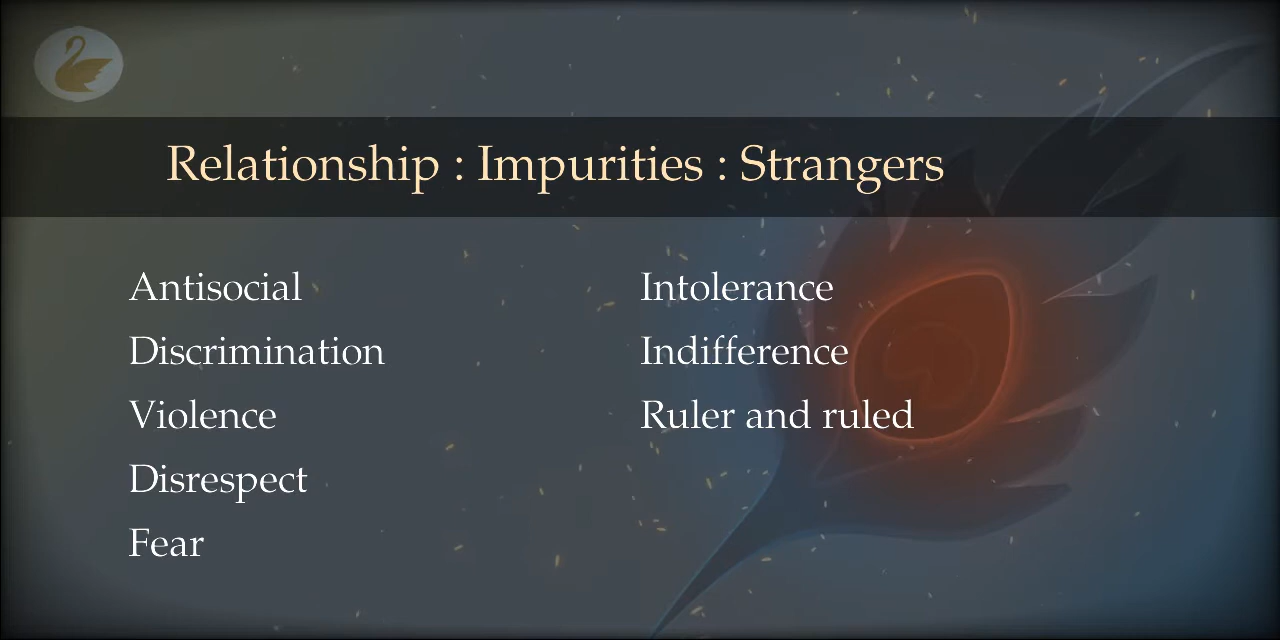 Relationship : Impurities : Strangers
Antisocial
Discrimination
Violence
Disrespect
Fear
Intolerance
Indifference
Ruler and ruled